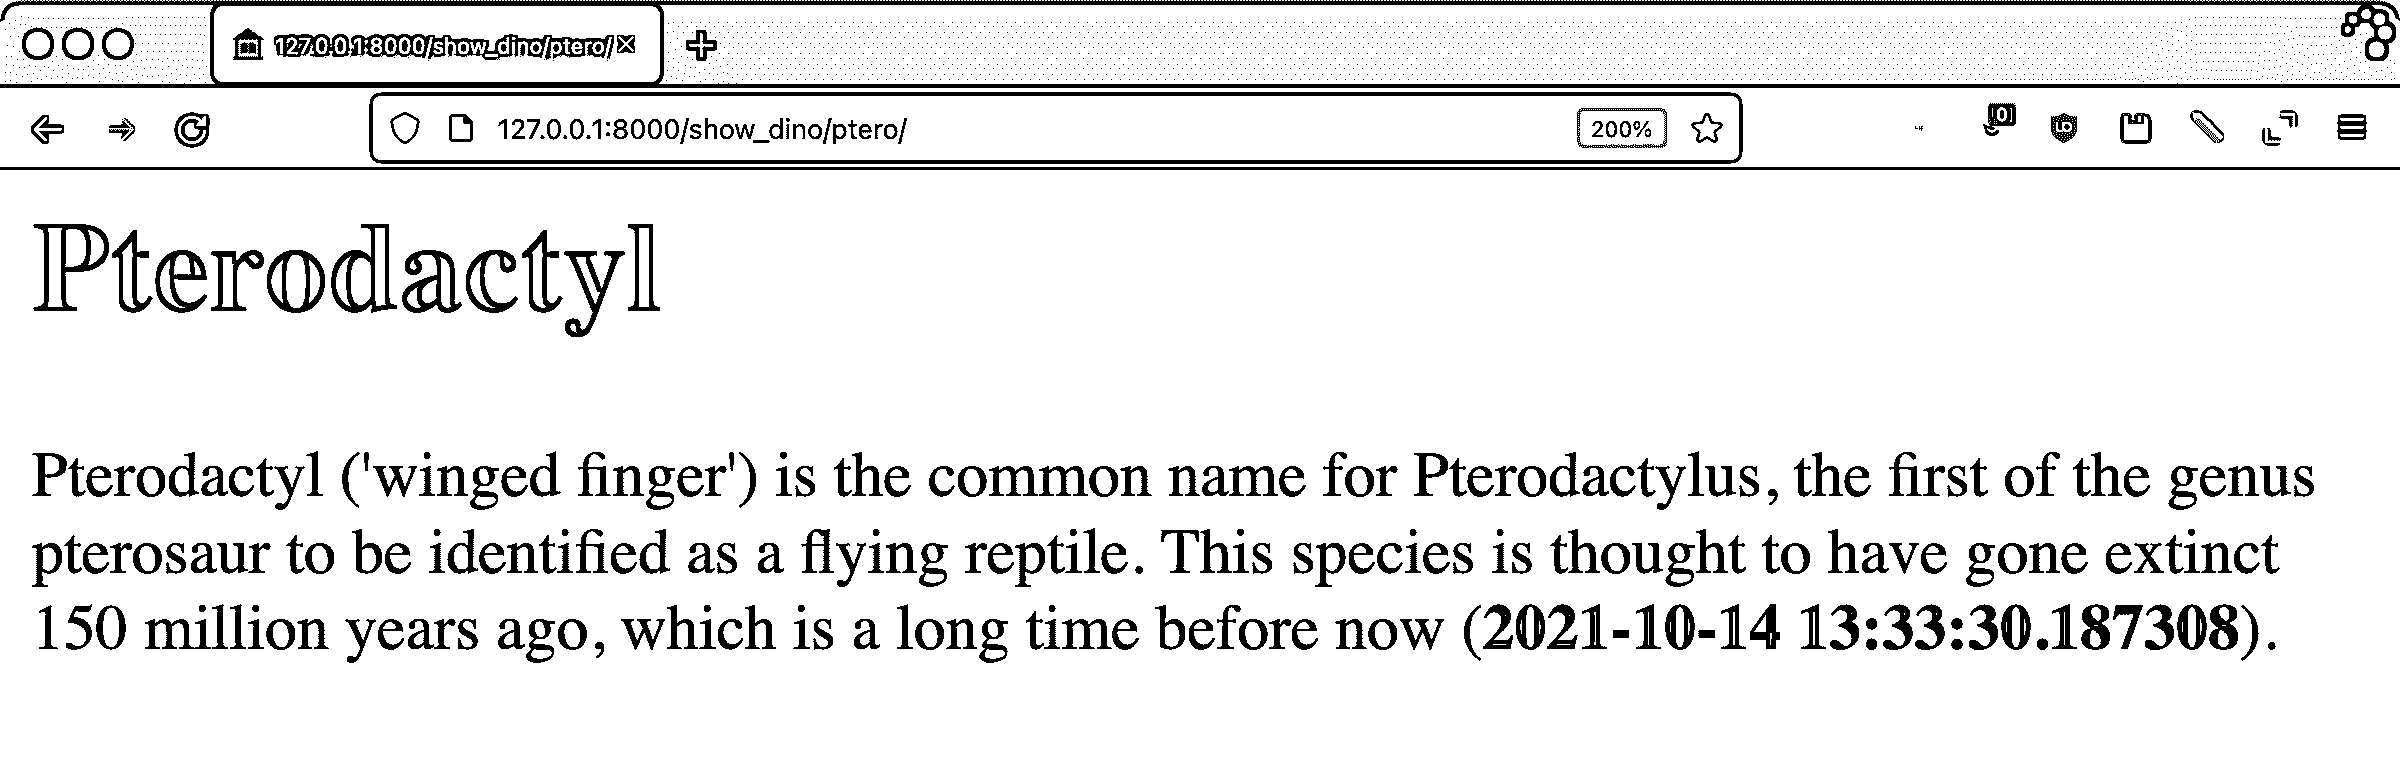 127.0.0.1:8000/show_dino/ptero/
127.0.0.1:8000/show_dino/ptero/
200%
Pterodactyl
Pterodactyl ('winged finger') is the common name for Pterodactylus, the first of the genus
pterosaur to be identified as a flying reptile. This species is thought to have gone extinct
150 million years ago, which is a long time before now (2021-10-14 13:33:30.187308).